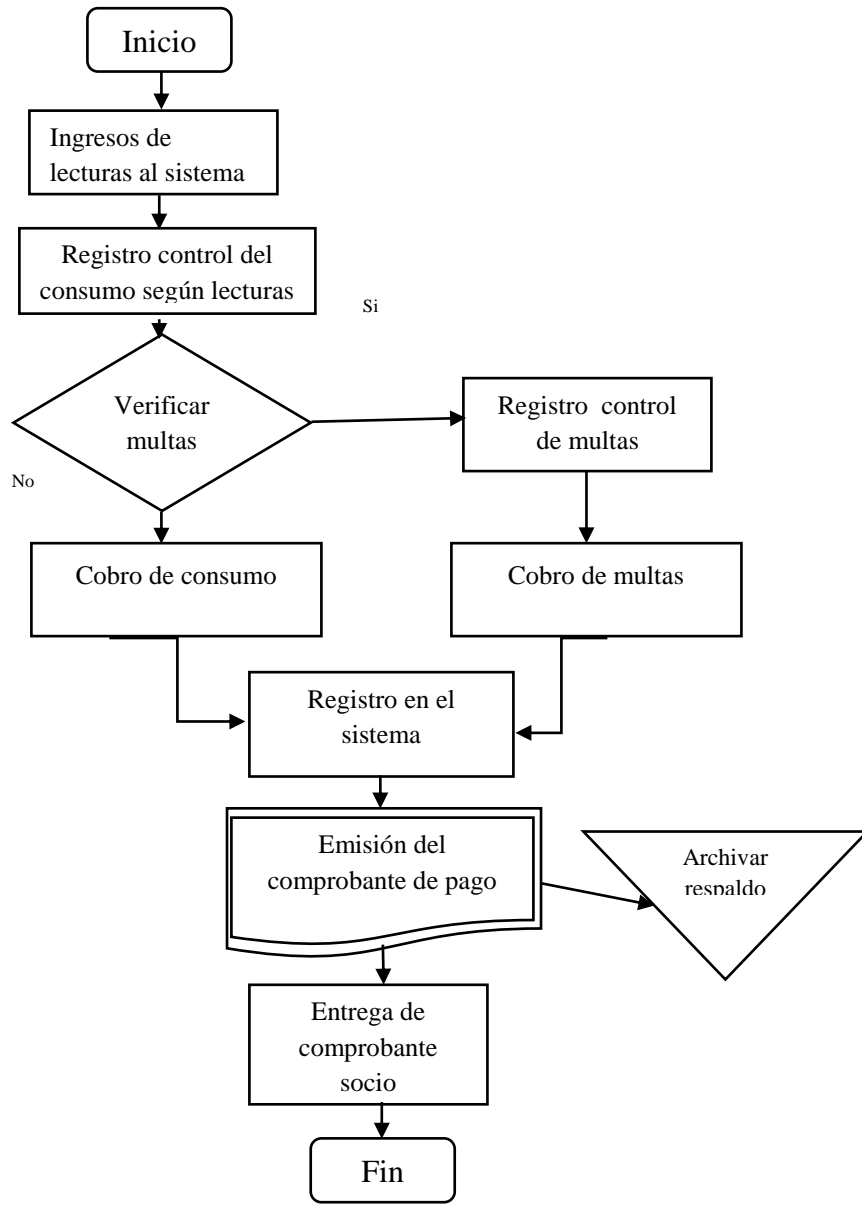 Inicio
Ingresos de
lecturas al sistema
Registro control del
consumo según lecturas
Si
Verificar
multas
Registro control
de multas
No
Cobro de consumo
Cobro de multas
Registro en el
sistema
Emisión del
comprobante de pago
Archivar
respaldo
Entrega de
comprobante
socio
Fin